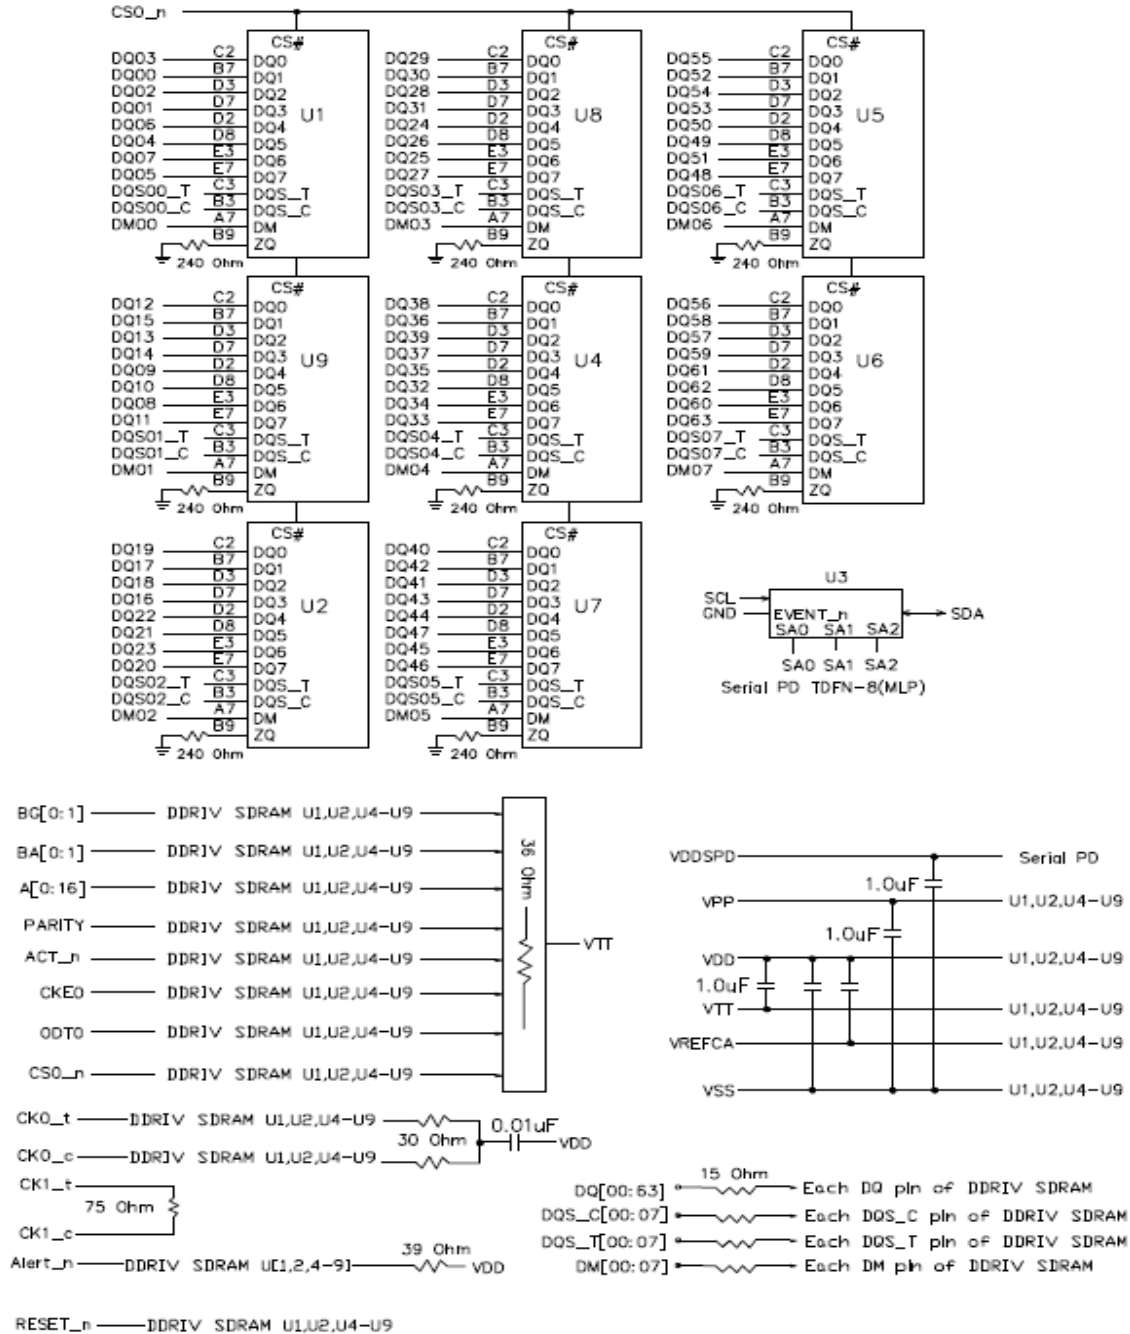 CS0_n
CS#
DQ03 C2 DQ0
DQ00 B7 DQ1
DQ02 D3 DQ2
DQ01 D7 DQ3
DQ06 D2 DQ4
DQ04 D8 DQ5
DQ07 E3 DQ6
DQ05 E7 DQ7
DQS00_T C3 DQS_T
DQS00_C B3 DQS_C
DM00 A7 DM
B9 ZQ
240 Ohm
U1
CS#
DQ29 C2 DQ0
DQ30 B7 DQ1
DQ28 D3 DQ2
DQ31 D7 DQ3
DQ24 D2 DQ4
DQ26 D8 DQ5
DQ25 E3 DQ6
DQ27 E7 DQ7
DQS03_T C3 DQS_T
DQS03_C B3 DQS_C
DM03 A7 DM
B9 ZQ
240 Ohm
U8
CS#
DQ55 C2 DQ0
DQ52 B7 DQ1
DQ54 D3 DQ2
DQ53 D7 DQ3
DQ50 D2 DQ4
DQ49 D8 DQ5
DQ51 E3 DQ6
DQ48 E7 DQ7
DQS06_T C3 DQS_T
DQS06_C B3 DQS_C
DM06 A7 DM
B9 ZQ
240 Ohm
U5
CS#
DQ12 C2 DQ0
DQ15 B7 DQ1
DQ13 D3 DQ2
DQ14 D7 DQ3
DQ09 D2 DQ4
DQ10 D8 DQ5
DQ08 E3 DQ6
DQ11 E7 DQ7
DQS01_T C3 DQS_T
DQS01_C B3 DQS_C
DM01 A7 DM
B9 ZQ
240 Ohm
U9
CS#
DQ38 C2 DQ0
DQ36 B7 DQ1
DQ39 D3 DQ2
DQ37 D7 DQ3
DQ35 D2 DQ4
DQ32 D8 DQ5
DQ34 E3 DQ6
DQ33 E7 DQ7
DQS04_T C3 DQS_T
DQS04_C B3 DQS_C
DM04 A7 DM
B9 ZQ
240 Ohm
U4
CS#
DQ56 C2 DQ0
DQ58 B7 DQ1
DQ57 D3 DQ2
DQ59 D7 DQ3
DQ61 D2 DQ4
DQ62 D8 DQ5
DQ60 E3 DQ6
DQ63 E7 DQ7
DQS07_T C3 DQS_T
DQS07_C B3 DQS_C
DM07 A7 DM
B9 ZQ
240 Ohm
U6
CS#
DQ19 C2 DQ0
DQ17 B7 DQ1
DQ18 D3 DQ2
DQ16 D7 DQ3
DQ22 D2 DQ4
DQ21 D8 DQ5
DQ23 E3 DQ6
DQ20 E7 DQ7
DQS02_T C3 DQS_T
DQS02_C B3 DQS_C
DM02 A7 DM
B9 ZQ
240 Ohm
U2
CS#
DQ40 C2 DQ0
DQ42 B7 DQ1
DQ41 D3 DQ2
DQ43 D7 DQ3
DQ44 D2 DQ4
DQ47 D8 DQ5
DQ45 E3 DQ6
DQ46 E7 DQ7
DQS05_T C3 DQS_T
DQS05_C B3 DQS_C
DM05 A7 DM
B9 ZQ
240 Ohm
U7
U3
SCL
GND EVENT_n SDA
SA0 SA1 SA2
SA0 SA1 SA2
Serial PD TDFN-8(MLP)
BG[0:1] DDRIV SDRAM U1,U2,U4-U9
BA[0:1] DDRIV SDRAM U1,U2,U4-U9
A[0:16] DDRIV SDRAM U1,U2,U4-U9
PARITY DDRIV SDRAM U1,U2,U4-U9
ACT_n DDRIV SDRAM U1,U2,U4-U9
CKE0 DDRIV SDRAM U1,U2,U4-U9
ODT0 DDRIV SDRAM U1,U2,U4-U9
CS0_n DDRIV SDRAM U1,U2,U4-U9
36 Ohm
VTT
VDDSPD Serial PD
1.0uF
VPP U1,U2,U4-U9
1.0uF
VDD U1,U2,U4-U9
1.0uF
VTT U1,U2,U4-U9
VREFCA U1,U2,U4-U9
VSS U1,U2,U4-U9
CK0_t DDRIV SDRAM U1,U2,U4-U9
30 Ohm 0.01uF VDD
CK0_c DDRIV SDRAM U1,U2,U4-U9
CK1_t
75 Ohm
CK1_c
Alert_n DDRIV SDRAM U[1,2,4-9] 39 Ohm VDD
RESET_n DDRIV SDRAM U1,U2,U4-U9
15 Ohm
DQ[00:63] Each DQ pin of DDRIV SDRAM
DQS_C[00:07] Each DQS_C pin of DDRIV SDRAM
DQS_T[00:07] Each DQS_T pin of DDRIV SDRAM
DM[00:07] Each DM pin of DDRIV SDRAM